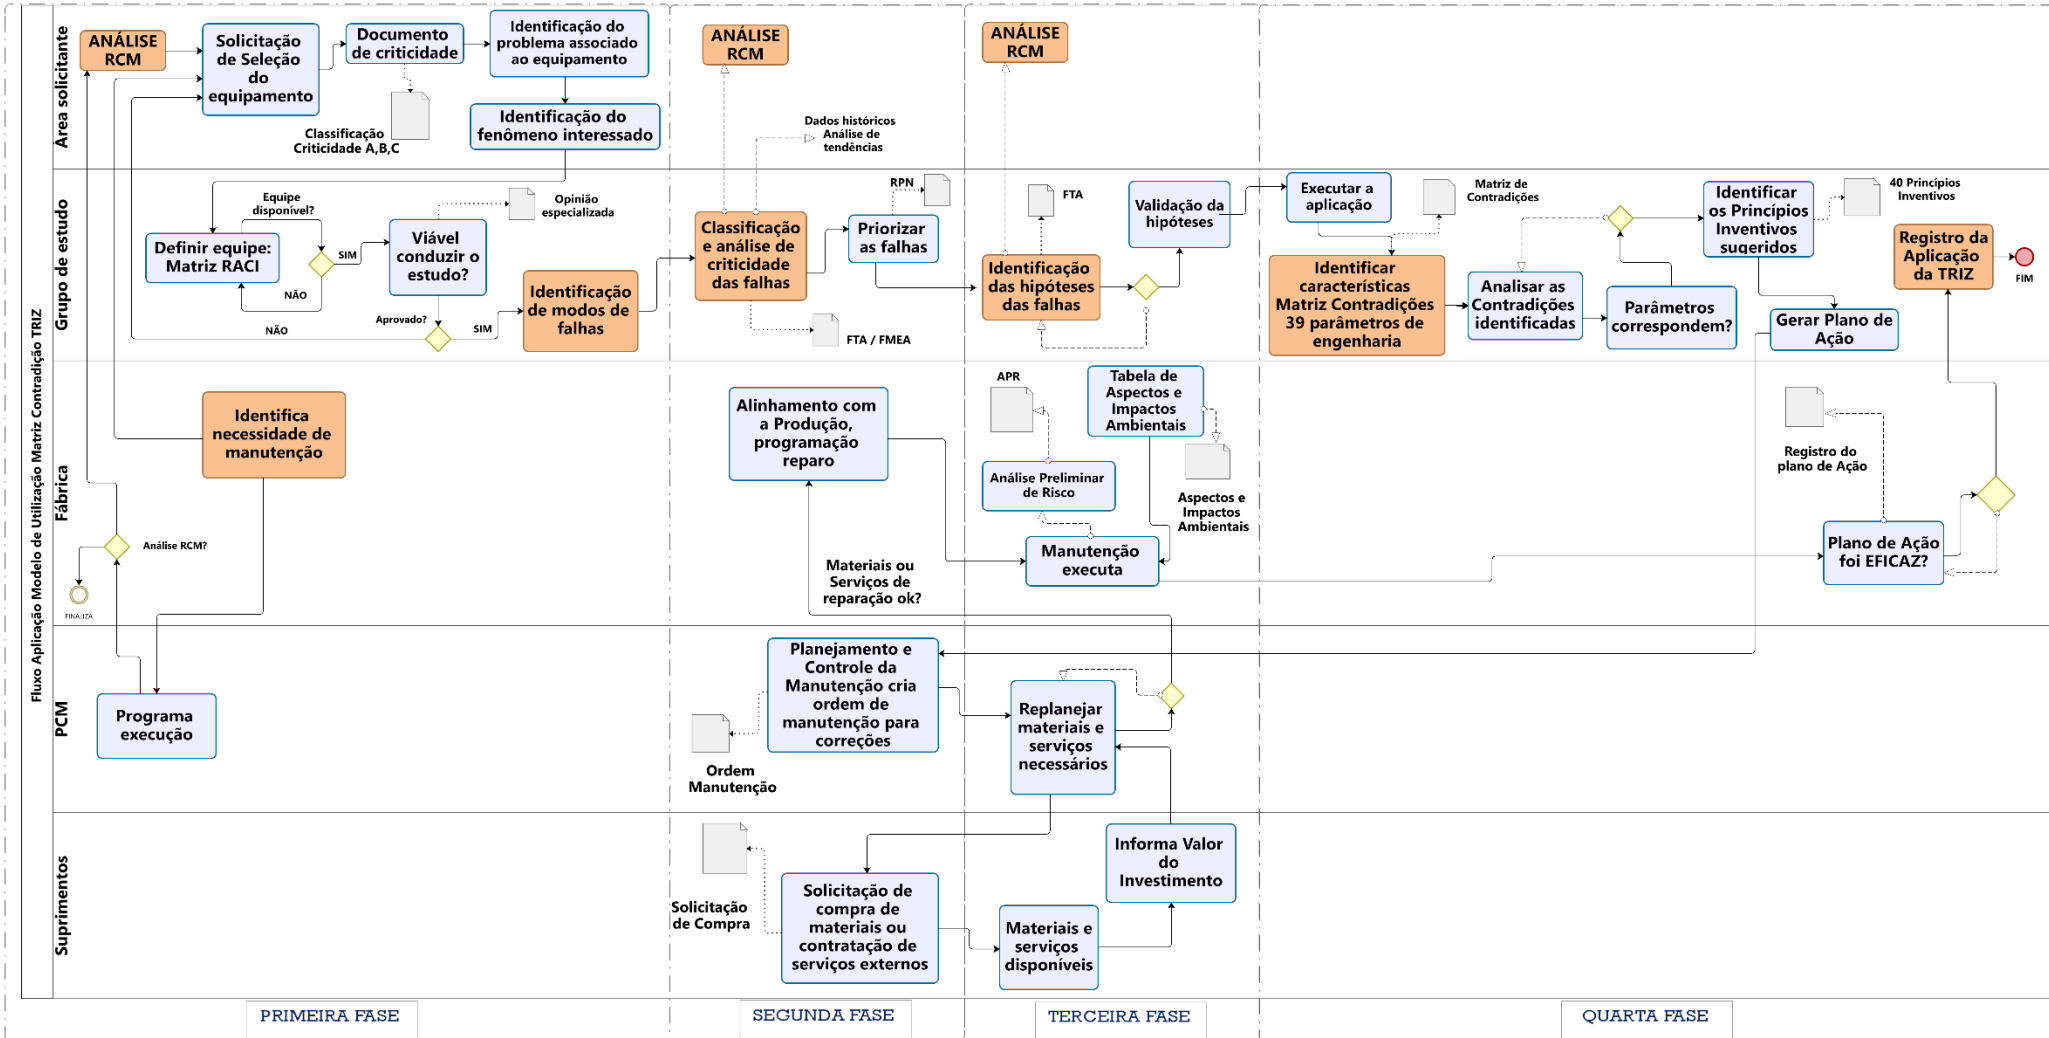 Fluxo Aplicação Modelo de Utilização Matriz Contradição TRIZ
Area solicitante
ANÁLISE
RCM
Solicitação
de Seleção
do
equipamento
Documento
de criticidade
Classificação
Criticidade A,B,C
Identificação do
problema associado
ao equipamento
Identificação do
fenômeno interessado
ANÁLISE
RCM
Dados históricos
Análise de
tendências
ANÁLISE
RCM
Grupo de estudo
Equipe
disponível?
Definir equipe:
Matriz RACI
SIM
NÃO
NÃO
Viável
conduzir o
estudo?
Opinião
especializada
Aprovado?
SIM
Identificação
de modos de
falhas
Classificação
e análise de
criticidade
das falhas
RPN
Priorizar
as falhas
FTA / FMEA
FTA
Identificação
das hipóteses
das falhas
Validação da
hipóteses
Executar a
aplicação
Matriz de
Contradições
Identificar
características
Matriz Contradições
39 parâmetros de
engenharia
Analisar as
Contradições
identificadas
Parâmetros
correspondem?
Identificar
os Princípios
Inventivos
sugeridos
40 Princípios
Inventivos
Gerar Plano de
Ação
Registro da
Aplicação
da TRIZ
FIM
Fábrica
Identifica
necessidade de
manutenção
Análise RCM?
FINALIZA
Alinhamento com
a Produção,
programação
reparo
Materiais ou
Serviços de
reparação ok?
APR
Análise Preliminar
de Risco
Tabela de
Aspectos e
Impactos
Ambientais
Aspectos e
Impactos
Ambientais
Manutenção
executa
Registro do
plano de Ação
Plano de Ação
foi EFICAZ?
PCM
Programa
execução
Planejamento e
Controle da
Manutenção cria
ordem de
manutenção para
correções
Ordem
Manutenção
Replanejar
materiais e
serviços
necessários
Suprimentos
Solicitação
de Compra
Solicitação de
compra de
materiais ou
contratação de
serviços externos
Materiais e
serviços
disponíveis
Informa Valor
do
Investimento
PRIMEIRA FASE
SEGUNDA FASE
TERCEIRA FASE
QUARTA FASE